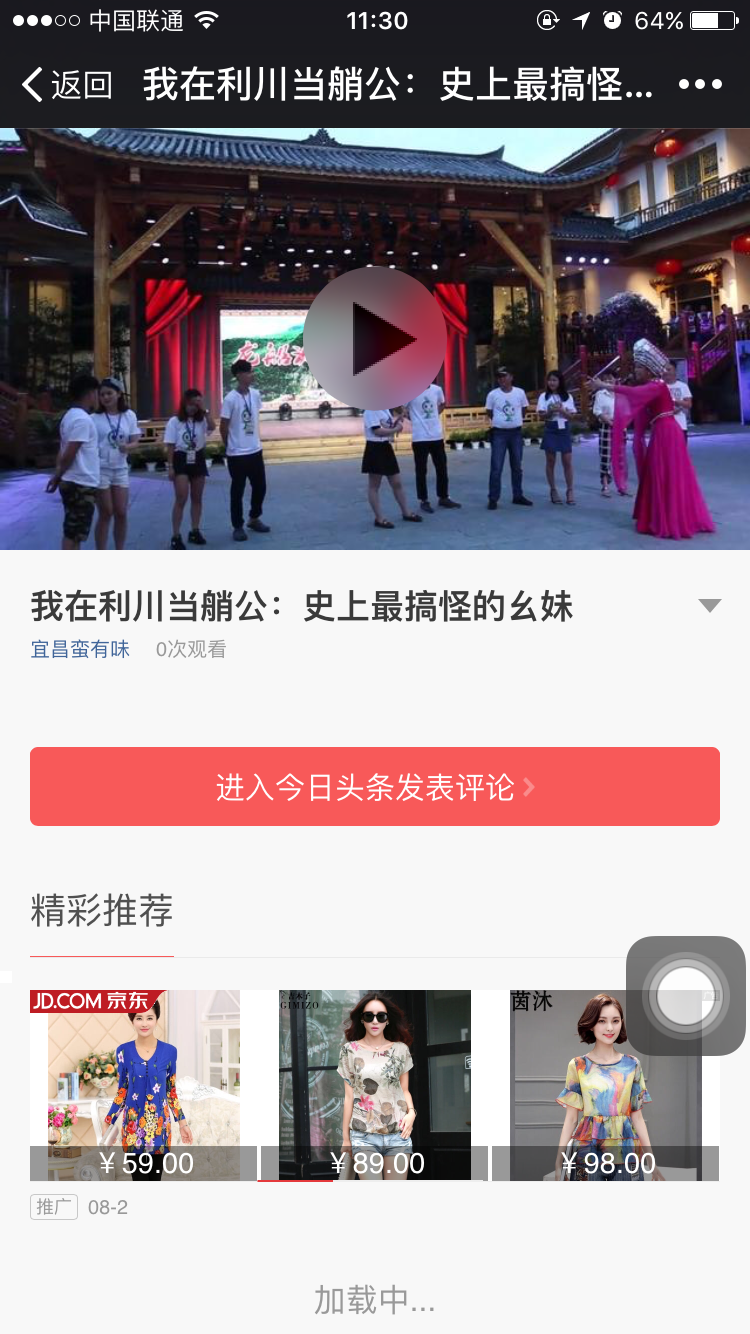 中国联通
11:30
64%
返回 我在利川当艄公：史上最搞怪...
我在利川当艄公：史上最搞怪的幺妹
宜昌蛮有味 0次观看
进入今日头条发表评论
精彩推荐
JD.COM 京东
GIMIZO
茵沐
￥59.00
￥89.00
￥98.00
推广 08-2
加载中...